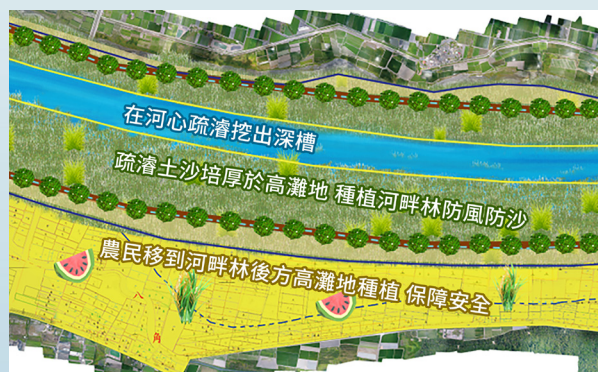 在河心疏濬挖出深槽
疏濬土沙培厚於高灘地 種植河畔林防風防沙
農民移到河畔林後方高灘地種植 保障安全
八
角